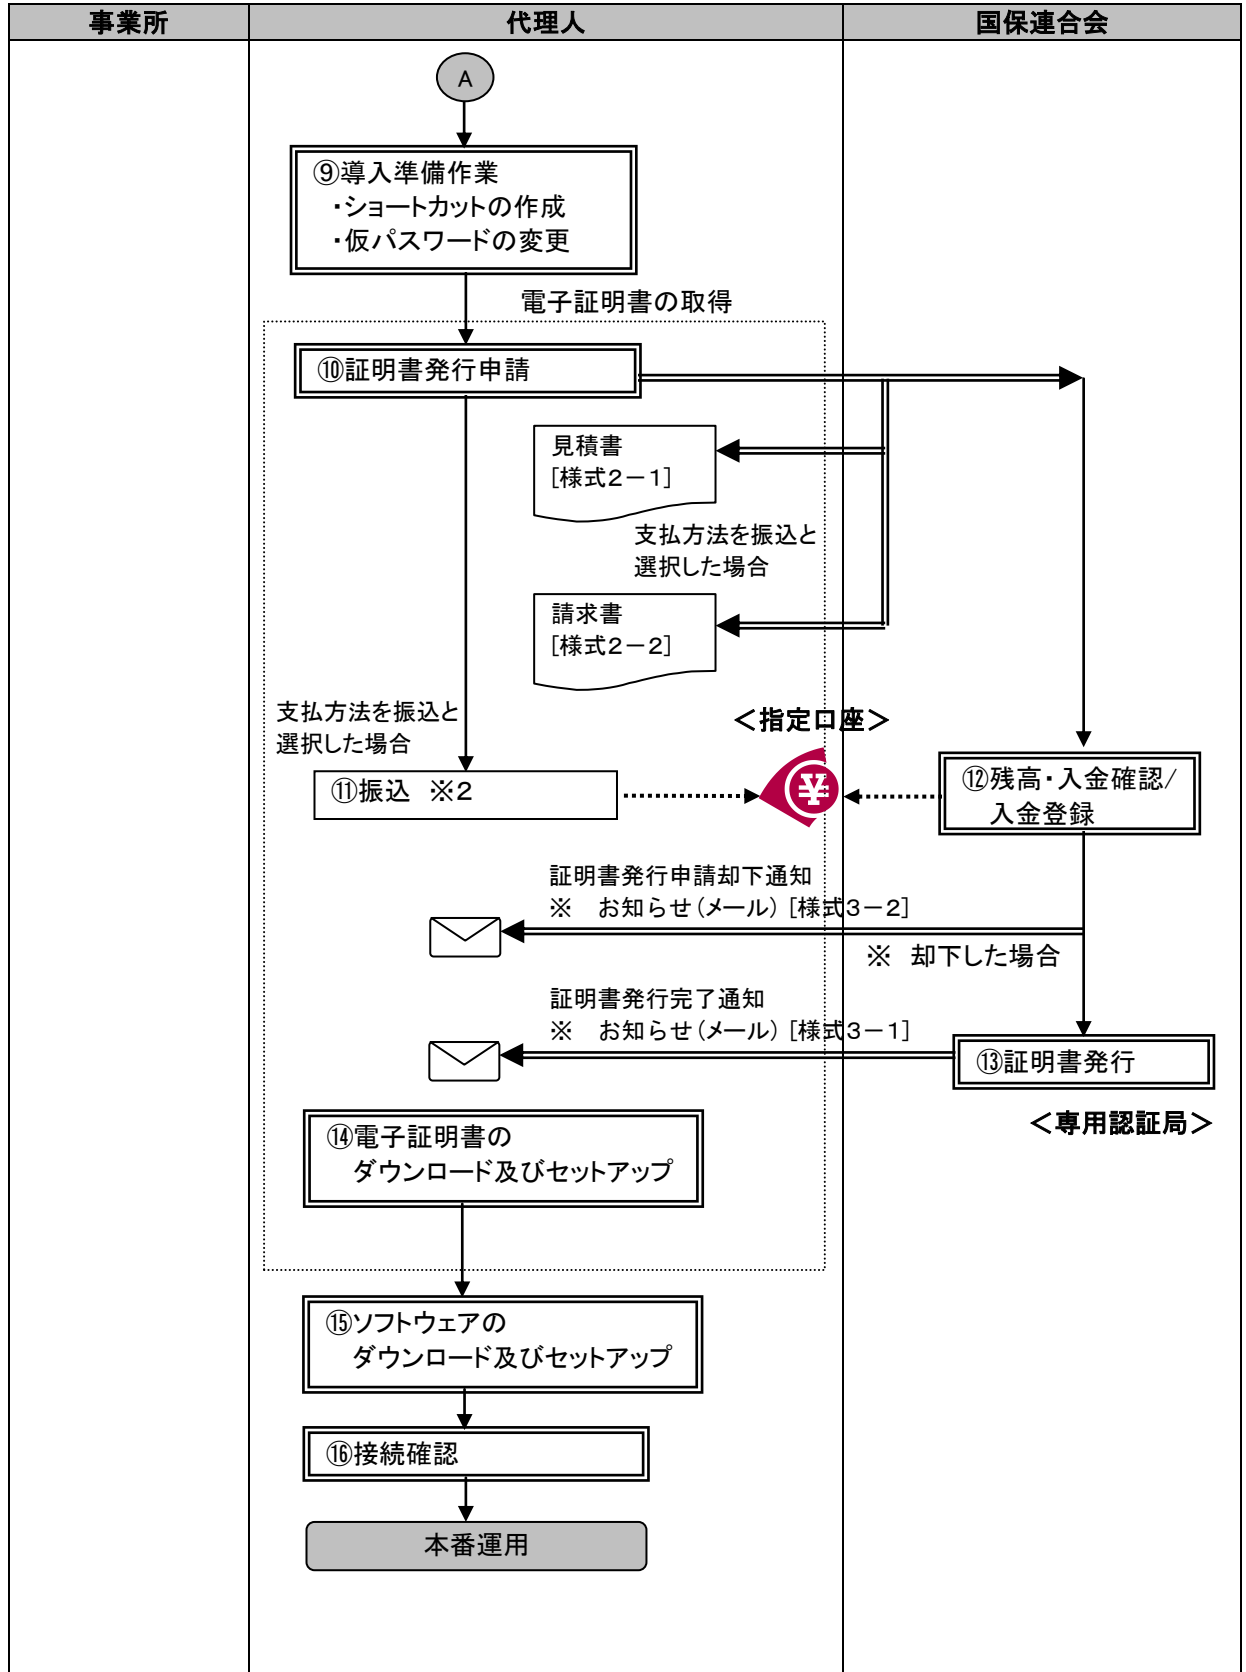 事業所
代理人
国保連合会
A
⑨導入準備作業
・ショートカットの作成
・仮パスワードの変更
電子証明書の取得
⑩証明書発行申請
見積書
[様式2－1]
支払方法を振込と
選択した場合
請求書
[様式2－2]
支払方法を振込と
選択した場合
＜指定口座＞
¥
⑪振込 ※2
⑫残高・入金確認/
入金登録
証明書発行申請却下通知
※ お知らせ(メール) [様式3－2]
※ 却下した場合
証明書発行完了通知
※ お知らせ(メール) [様式3－1]
⑬証明書発行
＜専用認証局＞
⑭電子証明書の
ダウンロード及びセットアップ
⑮ソフトウェアの
ダウンロード及びセットアップ
⑯接続確認
本番運用